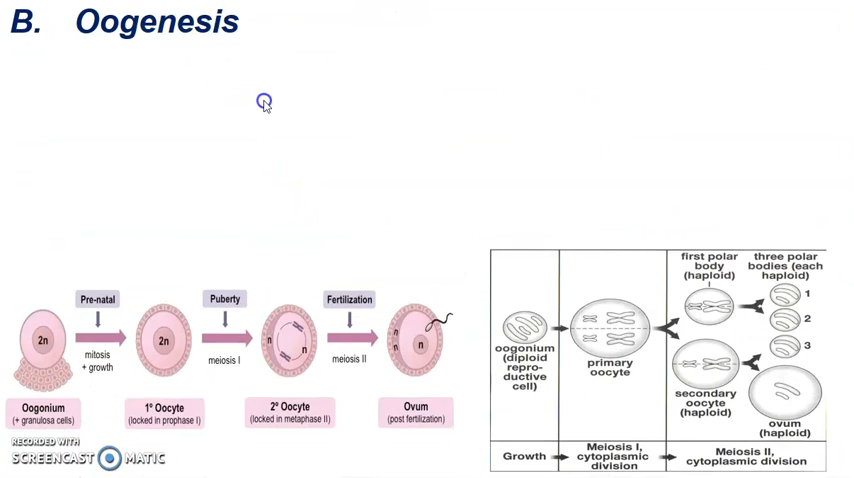 B. Oogenesis
Pre-natal
Puberty
Fertilization
2n
2n
n
n
n
n
n
mitosis
+ growth
meiosis I
meiosis II
Oogonium
(+ granulosa cells)
1º Oocyte
(locked in prophase I)
2º Oocyte
(locked in metaphase II)
Ovum
(post fertilization)
RECORDED WITH
SCREENCAST MATIC
first polar
body
(haploid)
three polar
bodies (each
haploid)
1
2
3
oogonium
(diploid
repro-
ductive
cell)
primary
oocyte
secondary
oocyte
(haploid)
ovum
(haploid)
Growth
Meiosis I,
cytoplasmic
division
Meiosis II,
cytoplasmic division